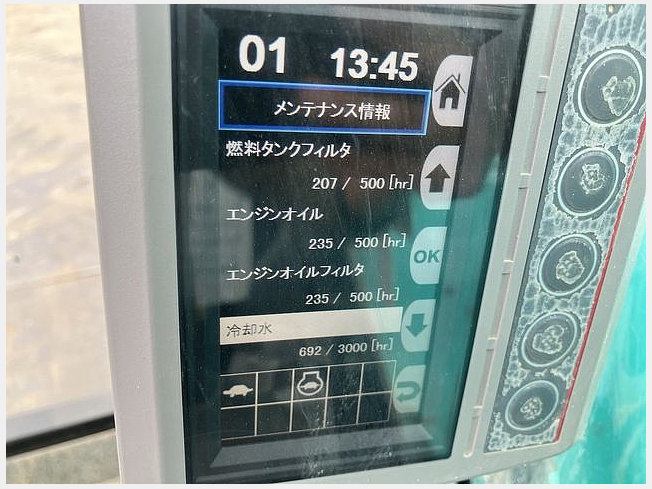 01 13:45
メンテナンス情報
燃料タンクフィルタ
207 / 500 [hr]
エンジンオイル
235 / 500 [hr]
OK
エンジンオイルフィルタ
235 / 500 [hr]
冷却水
692 / 3000 [hr]